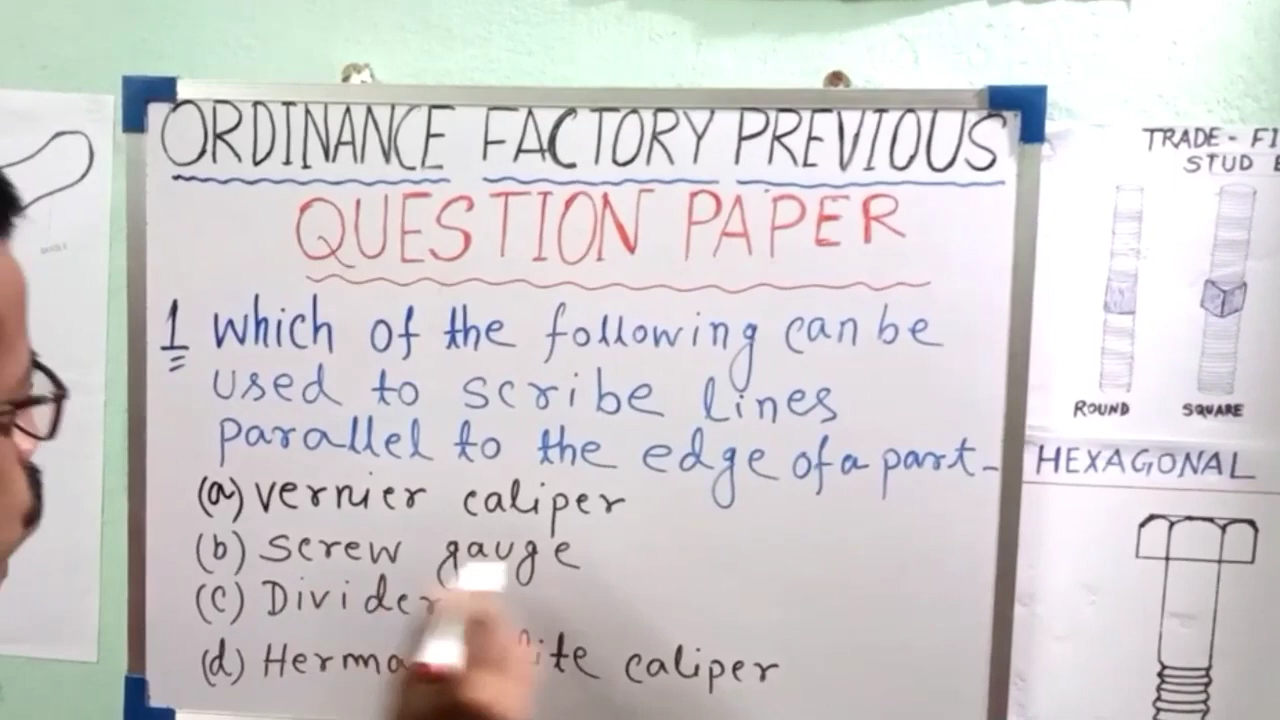 ORDINANCE FACTORY PREVIOUS
QUESTION PAPER
1 Which of the following can be
used to scribe lines
parallel to the edge of a part-
(a) vernier caliper
(b) screw gauge
(c) Divider
(d) caliper
TRADE - 
STUD
ROUND SQUARE
HEXAGONAL